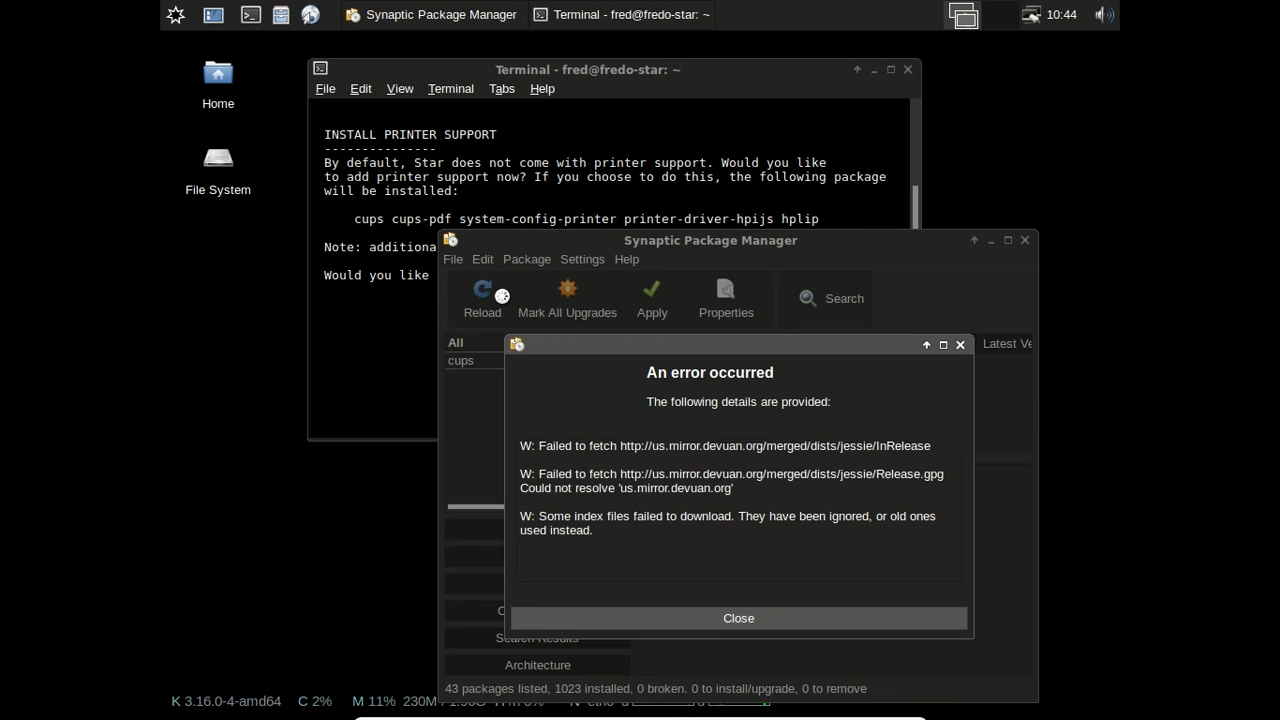 Synaptic Package Manager
Terminal - fred@fredo-star: ~
10:44
Home
File System
Terminal - fred@fredo-star: ~
File Edit View Terminal Tabs Help
INSTALL PRINTER SUPPORT
---------------
By default, Star does not come with printer support. Would you like
to add printer support now? If you choose to do this, the following package
will be installed:
cups cups-pdf system-config-printer printer-driver-hpijs hplip
Note: additiona
Would you like
Synaptic Package Manager
File Edit Package Settings Help
Reload Mark All Upgrades Apply Properties Search
All
Latest Ve
cups
An error occurred
The following details are provided:
W: Failed to fetch http://us.mirror.devuan.org/merged/dists/jessie/InRelease
W: Failed to fetch http://us.mirror.devuan.org/merged/dists/jessie/Release.gpg
Could not resolve 'us.mirror.devuan.org'
W: Some index files failed to download. They have been ignored, or old ones
used instead.
Close
Search Results
Architecture
43 packages listed, 1023 installed, 0 broken. 0 to install/upgrade, 0 to remove
K 3.16.0-4-amd64 C 2% M 11% 230M